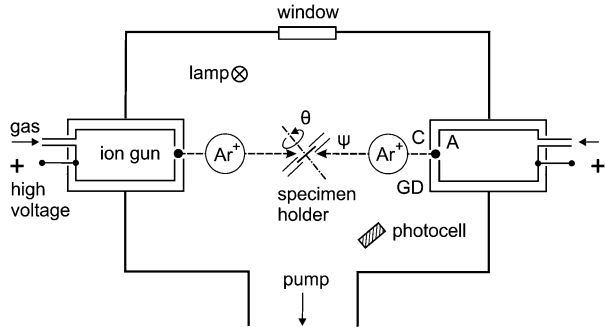 window
lamp
gas
+
high
voltage
ion gun
Ar+
θ
ψ
specimen
holder
Ar+
C
A
GD
+
photocell
pump